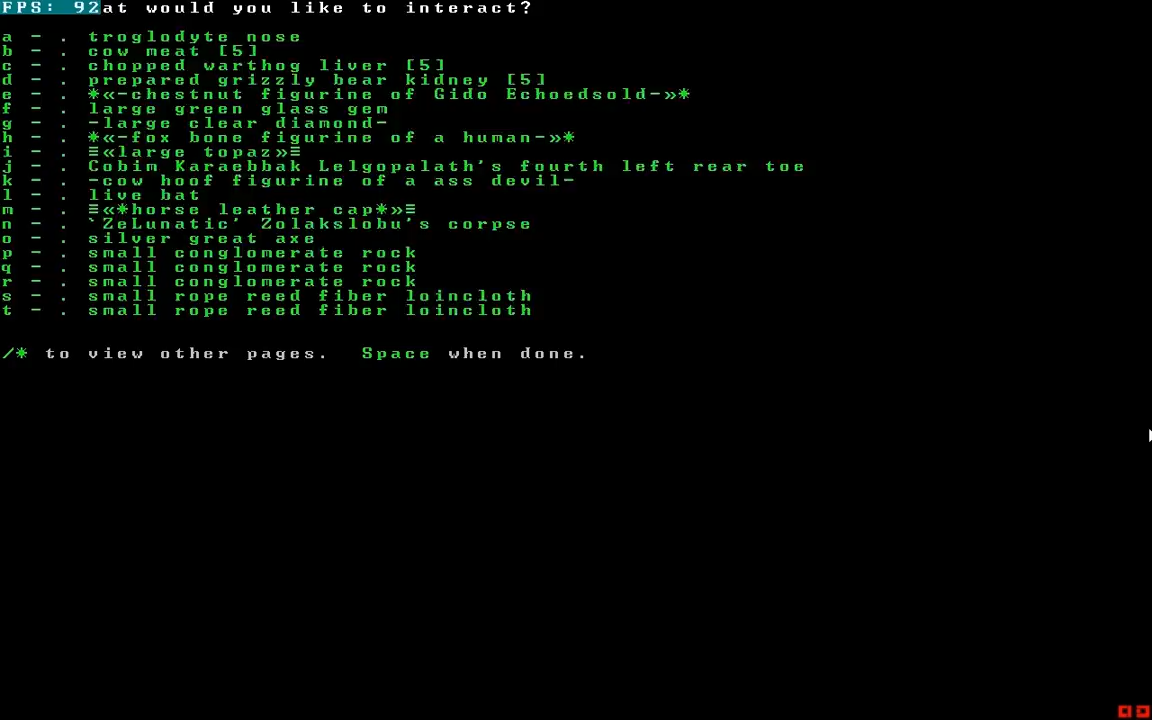 FPS: 92at would you like to interact?
a - . troglodyte nose
b - . cow meat [5]
c - . chopped warthog liver [5]
d - . prepared grizzly bear kidney [5]
e - . *«-chestnut figurine of Gido Echoedsold-»*
f - . large green glass gem
g - . -large clear diamond-
h - . *«-fox bone figurine of a human-»*
i - . ≡«large topaz»≡
j - . Cobim Karaebbak Lelgopalath's fourth left rear toe
k - . -cow hoof figurine of a ass devil-
l - . live bat
m - . ≡«*horse leather cap*»≡
n - . `ZeLunatic' Zolakslobu's corpse
o - . silver great axe
p - . small conglomerate rock
q - . small conglomerate rock
r - . small conglomerate rock
s - . small rope reed fiber loincloth
t - . small rope reed fiber loincloth
/* to view other pages. Space when done.